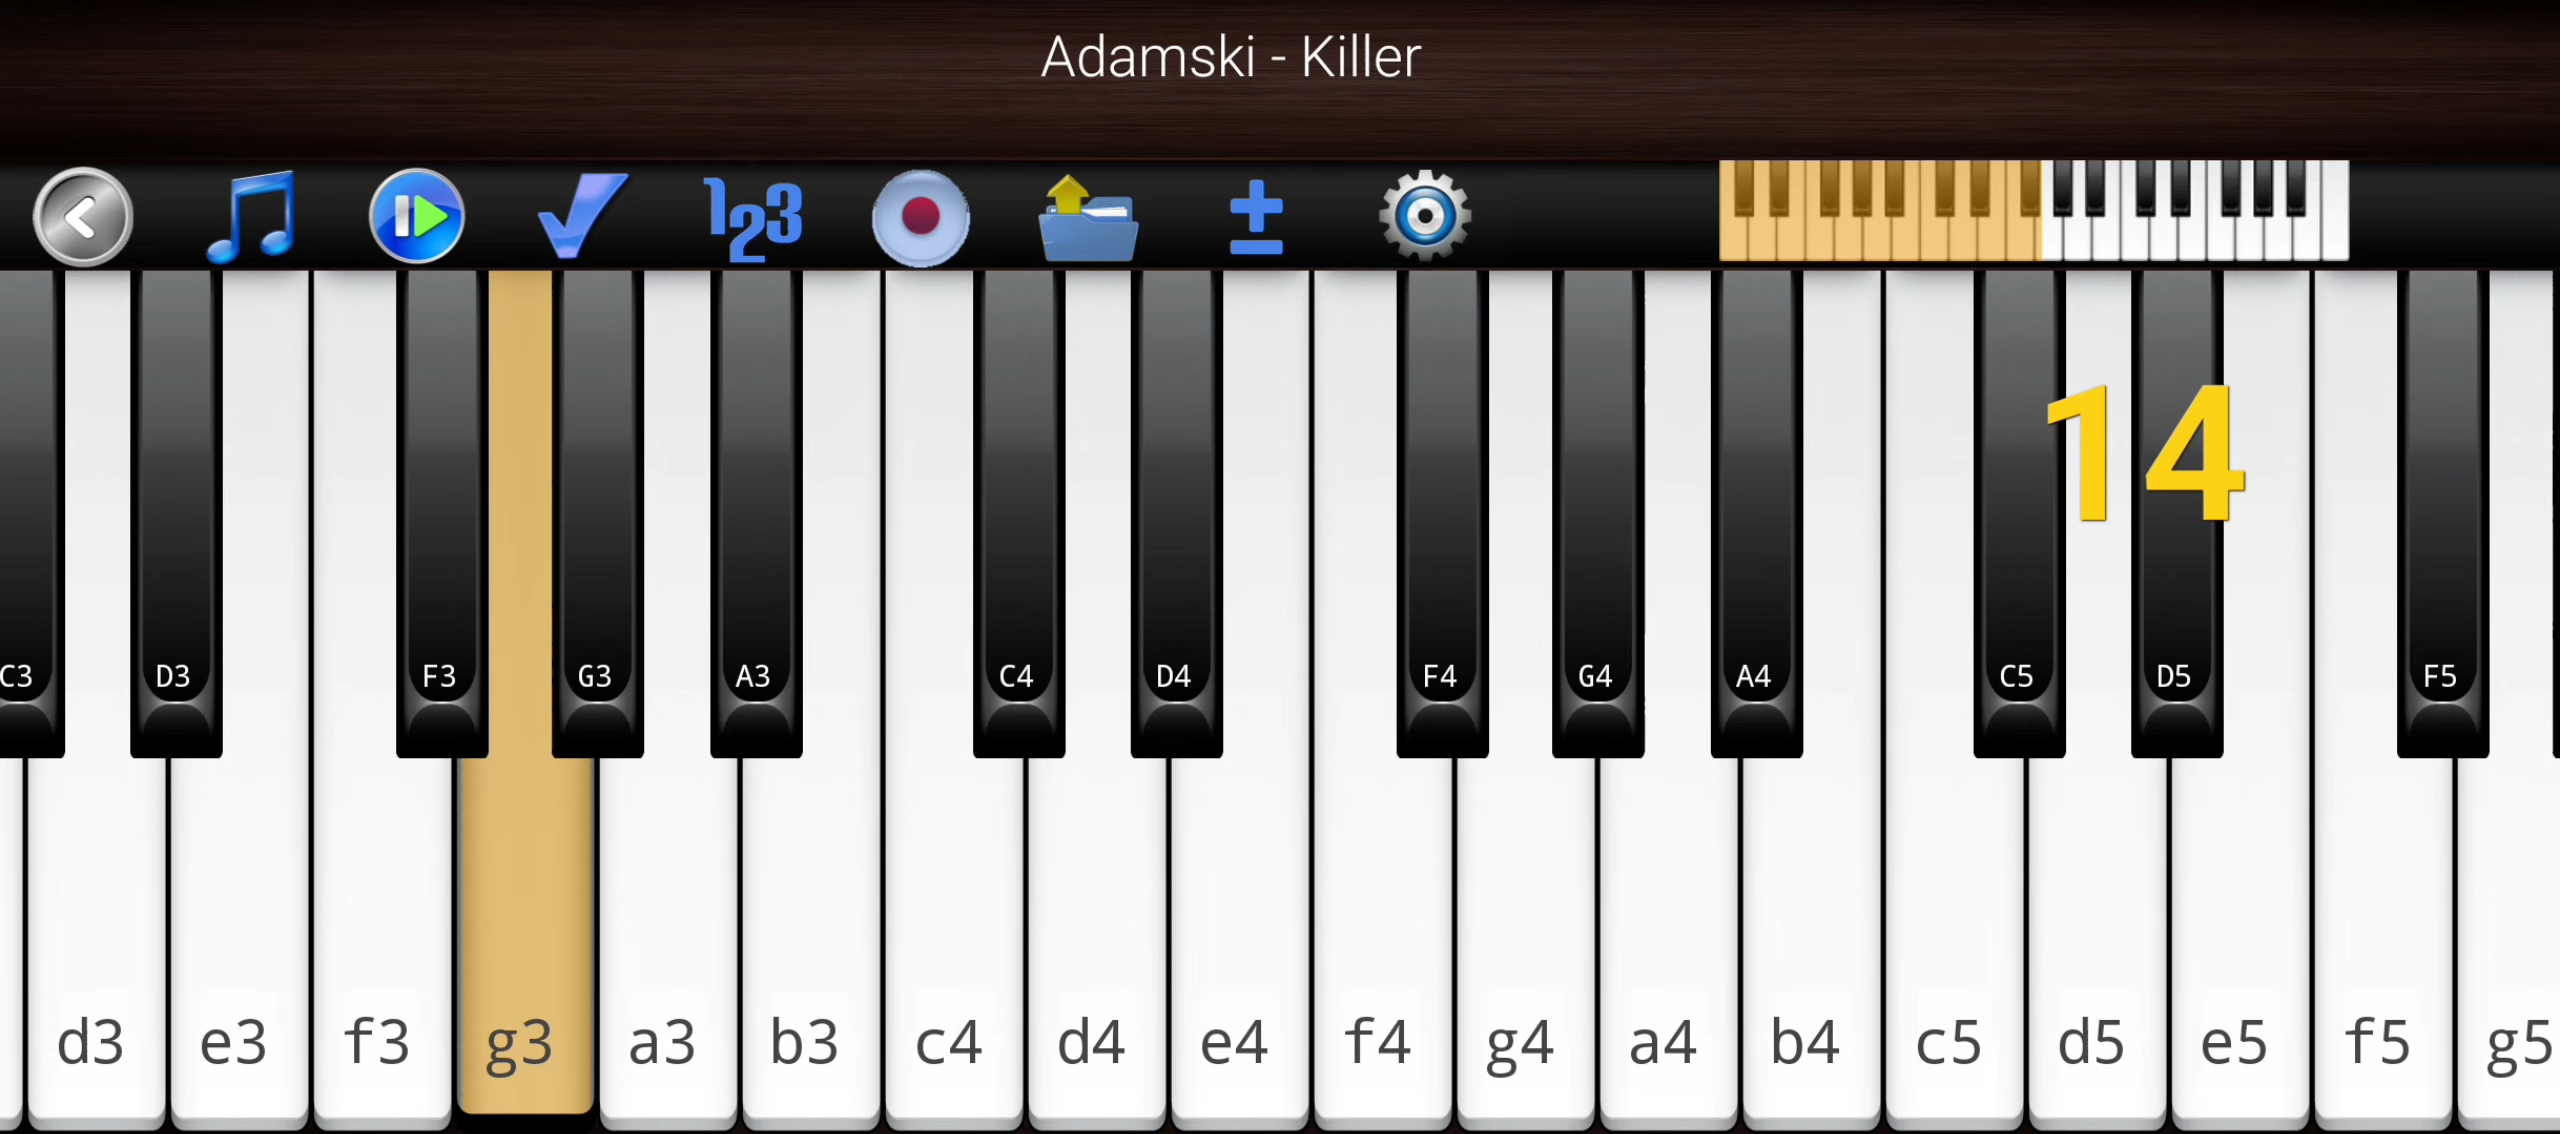 Adamski - Killer
123
14
C3 D3 F3 G3 A3 C4 D4 F4 G4 A4 C5 D5 F5
d3 e3 f3 g3 a3 b3 c4 d4 e4 f4 g4 a4 b4 c5 d5 e5 f5 g5